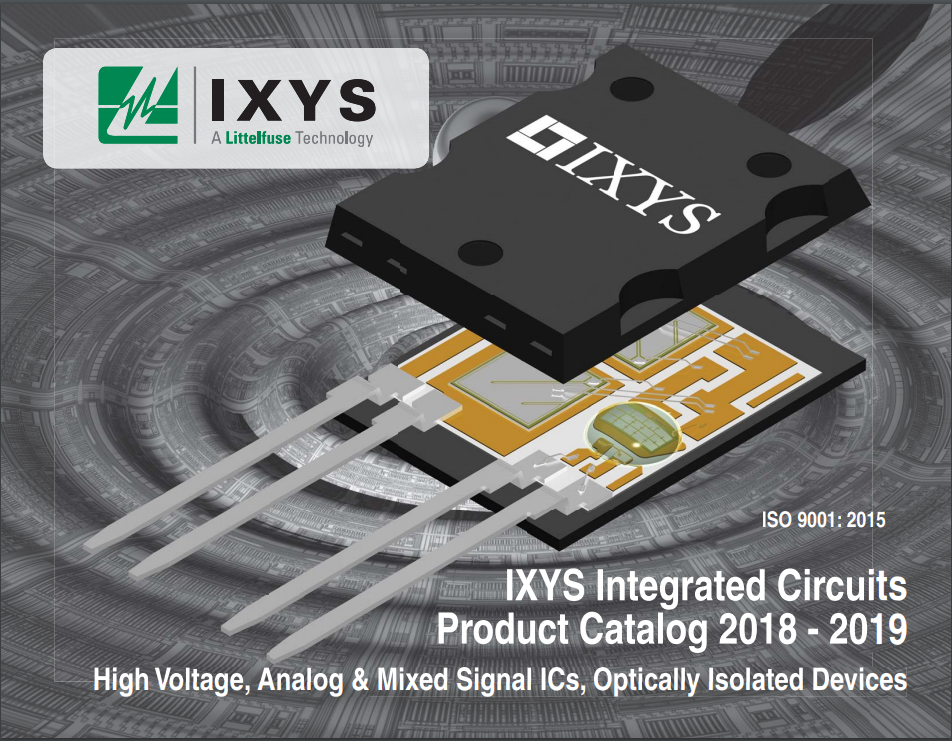 IXYS
A Littelfuse Technology
IXYS
ISO 9001: 2015
IXYS Integrated Circuits
Product Catalog 2018 - 2019
High Voltage, Analog & Mixed Signal ICs, Optically Isolated Devices